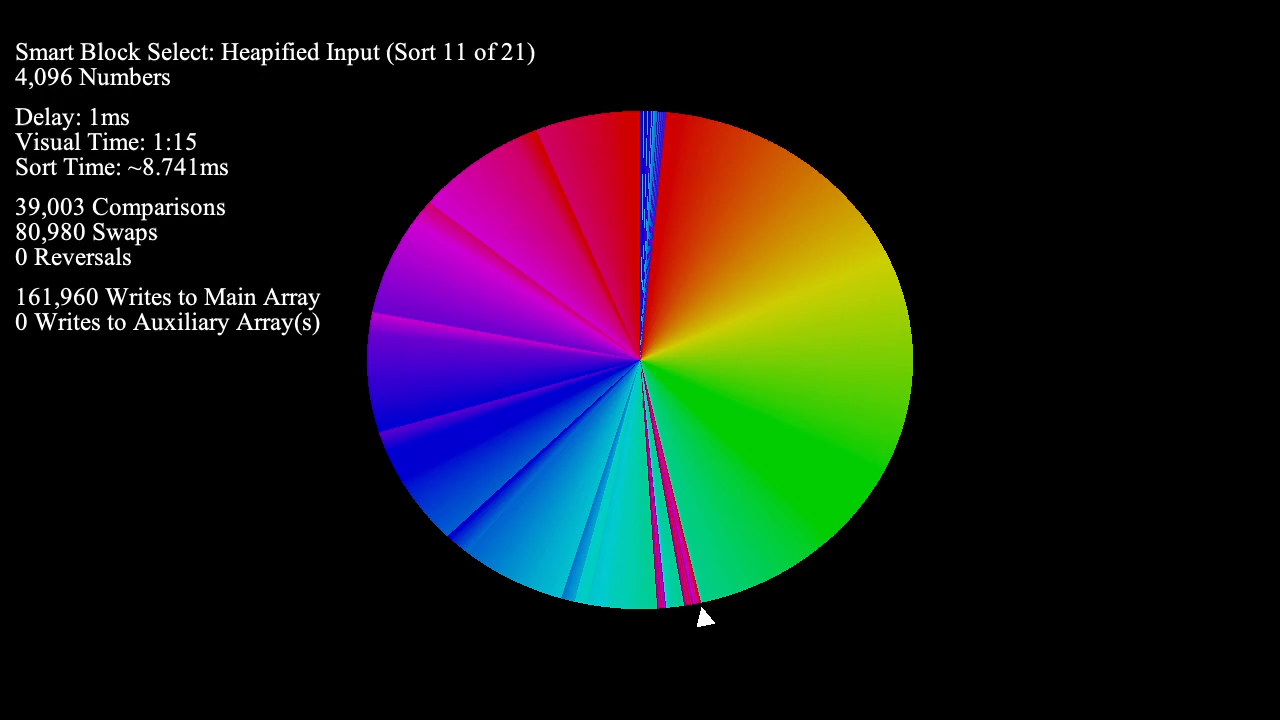 Smart Block Select: Heapified Input (Sort 11 of 21)
4,096 Numbers
Delay: 1ms
Visual Time: 1:15
Sort Time: ~8.741ms
39,003 Comparisons
80,980 Swaps
0 Reversals
161,960 Writes to Main Array
0 Writes to Auxiliary Array(s)